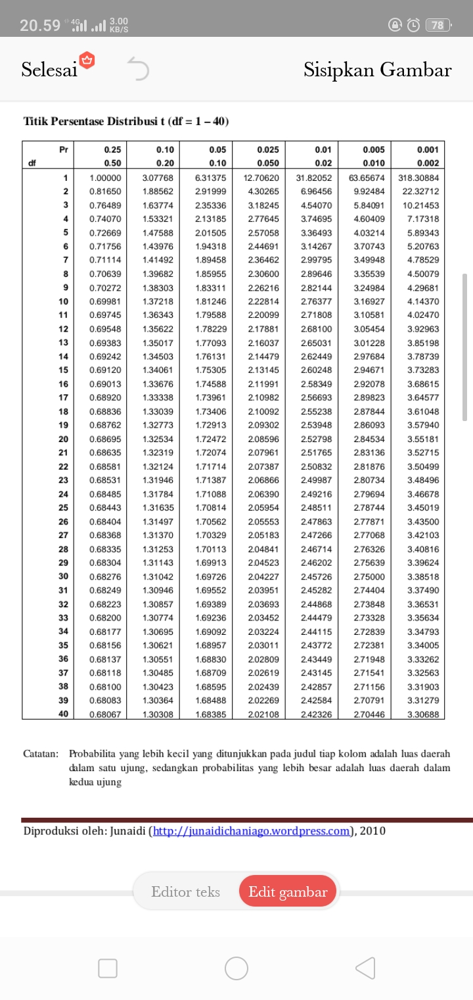 20.59 4G 3.00 KB/S 78
Selesai Sisipkan Gambar
Titik Persentase Distribusi t (df = 1 – 40)
Pr 0.25 0.10 0.05 0.025 0.01 0.005 0.001
df 0.50 0.20 0.10 0.050 0.02 0.010 0.002
1 1.00000 3.07768 6.31375 12.70620 31.82052 63.65674 318.30884
2 0.81650 1.88562 2.91999 4.30265 6.96456 9.92484 22.32712
3 0.76489 1.63774 2.35336 3.18245 4.54070 5.84091 10.21453
4 0.74070 1.53321 2.13185 2.77645 3.74695 4.60409 7.17318
5 0.72669 1.47588 2.01505 2.57058 3.36493 4.03214 5.89343
6 0.71756 1.43976 1.94318 2.44691 3.14267 3.70743 5.20763
7 0.71114 1.41492 1.89458 2.36462 2.99795 3.49948 4.78529
8 0.70639 1.39682 1.85955 2.30600 2.89646 3.35539 4.50079
9 0.70272 1.38303 1.83311 2.26216 2.82144 3.24984 4.29681
10 0.69981 1.37218 1.81246 2.22814 2.76377 3.16927 4.14370
11 0.69745 1.36343 1.79588 2.20099 2.71808 3.10581 4.02470
12 0.69548 1.35622 1.78229 2.17881 2.68100 3.05454 3.92963
13 0.69383 1.35017 1.77093 2.16037 2.65031 3.01228 3.85198
14 0.69242 1.34503 1.76131 2.14479 2.62449 2.97684 3.78739
15 0.69120 1.34061 1.75305 2.13145 2.60248 2.94671 3.73283
16 0.69013 1.33676 1.74588 2.11991 2.58349 2.92078 3.68615
17 0.68920 1.33338 1.73961 2.10982 2.56693 2.89823 3.64577
18 0.68836 1.33039 1.73406 2.10092 2.55238 2.87844 3.61048
19 0.68762 1.32773 1.72913 2.09302 2.53948 2.86093 3.57940
20 0.68695 1.32534 1.72472 2.08596 2.52798 2.84534 3.55181
21 0.68635 1.32319 1.72074 2.07961 2.51765 2.83136 3.52715
22 0.68581 1.32124 1.71714 2.07387 2.50832 2.81876 3.50499
23 0.68531 1.31946 1.71387 2.06866 2.49987 2.80734 3.48496
24 0.68485 1.31784 1.71088 2.06390 2.49216 2.79694 3.46678
25 0.68443 1.31635 1.70814 2.05954 2.48511 2.78744 3.45019
26 0.68404 1.31497 1.70562 2.05553 2.47863 2.77871 3.43500
27 0.68368 1.31370 1.70329 2.05183 2.47266 2.77068 3.42103
28 0.68335 1.31253 1.70113 2.04841 2.46714 2.76326 3.40816
29 0.68304 1.31143 1.69913 2.04523 2.46202 2.75639 3.39624
30 0.68276 1.31042 1.69726 2.04227 2.45726 2.75000 3.38518
31 0.68249 1.30946 1.69552 2.03951 2.45282 2.74404 3.37490
32 0.68223 1.30857 1.69389 2.03693 2.44868 2.73848 3.36531
33 0.68200 1.30774 1.69236 2.03452 2.44479 2.73328 3.35634
34 0.68177 1.30695 1.69092 2.03224 2.44115 2.72839 3.34793
35 0.68156 1.30621 1.68957 2.03011 2.43772 2.72381 3.34005
36 0.68137 1.30551 1.68830 2.02809 2.43449 2.71948 3.33262
37 0.68118 1.30485 1.68709 2.02619 2.43145 2.71541 3.32563
38 0.68100 1.30423 1.68595 2.02439 2.42857 2.71156 3.31903
39 0.68083 1.30364 1.68488 2.02269 2.42584 2.70791 3.31279
40 0.68067 1.30308 1.68385 2.02108 2.42326 2.70446 3.30688
Catatan: Probabilita yang lebih kecil yang ditunjukkan pada judul tiap kolom adalah luas daerah
dalam satu ujung, sedangkan probabilitas yang lebih besar adalah luas daerah dalam
kedua ujung
Diproduksi oleh: Junaidi (http://junaidichaniago.wordpress.com), 2010
Editor teks Edit gambar